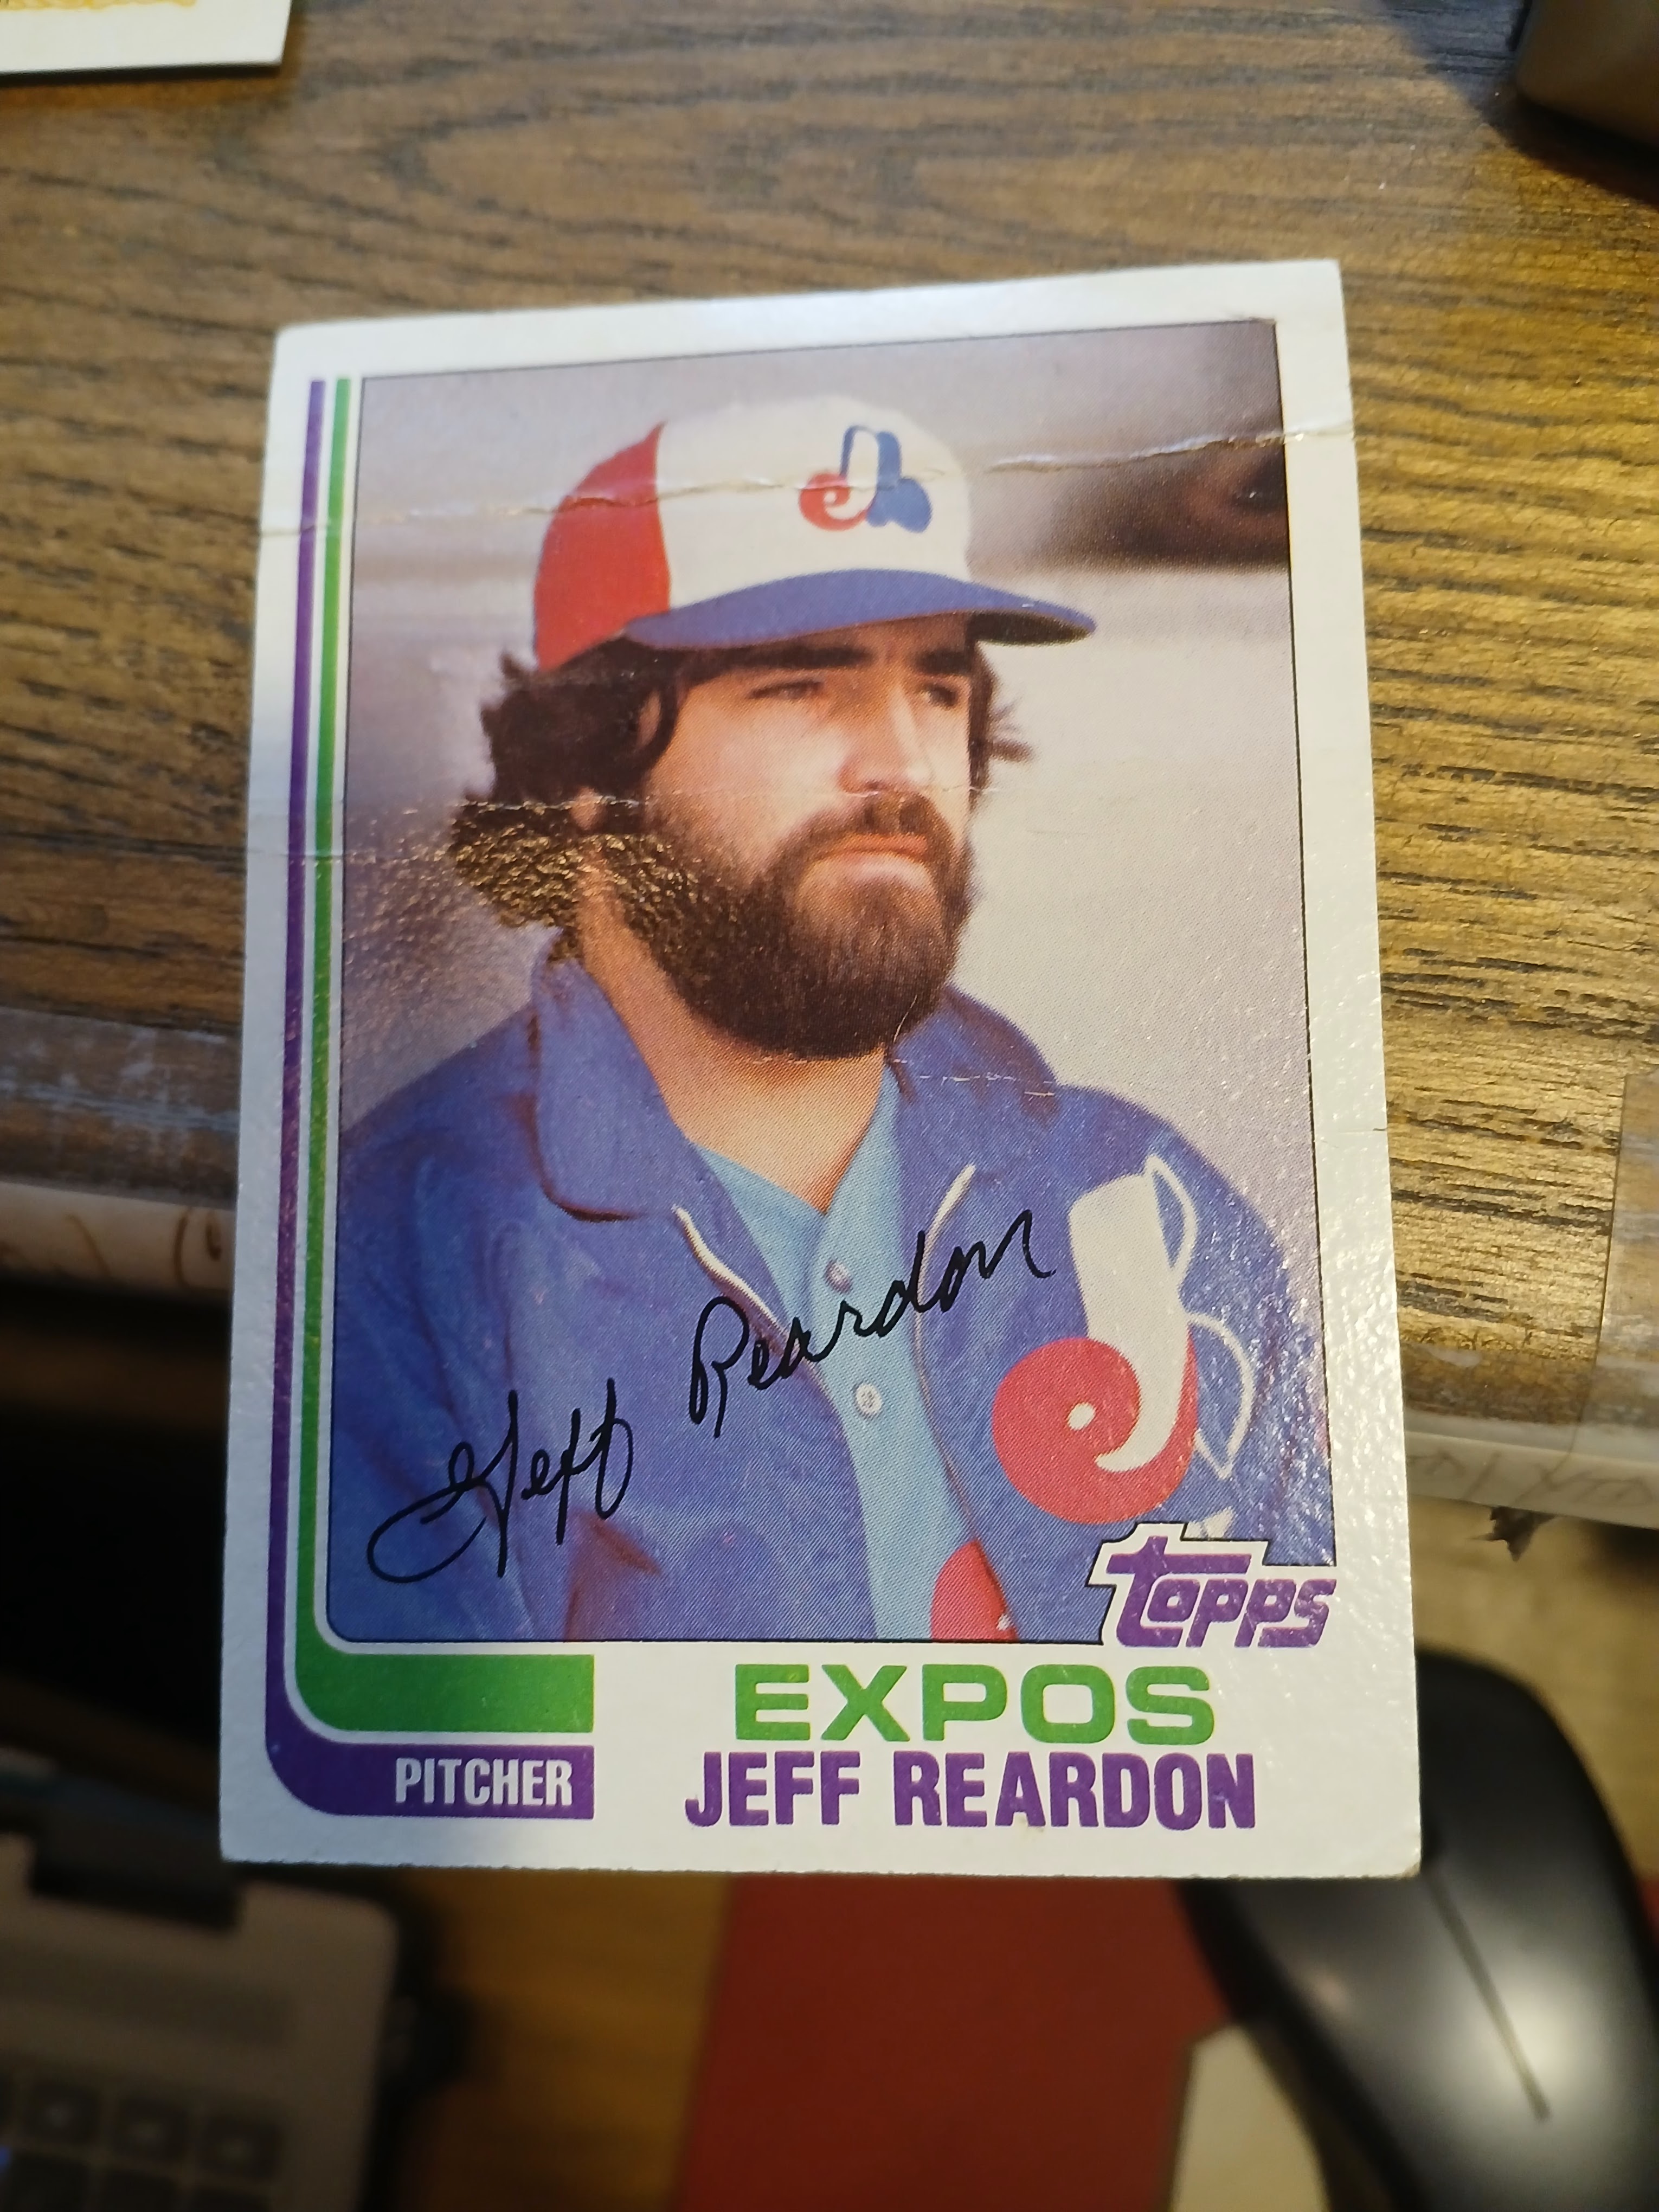 Jeff Reardon
topps
EXPOS
PITCHER
JEFF REARDON